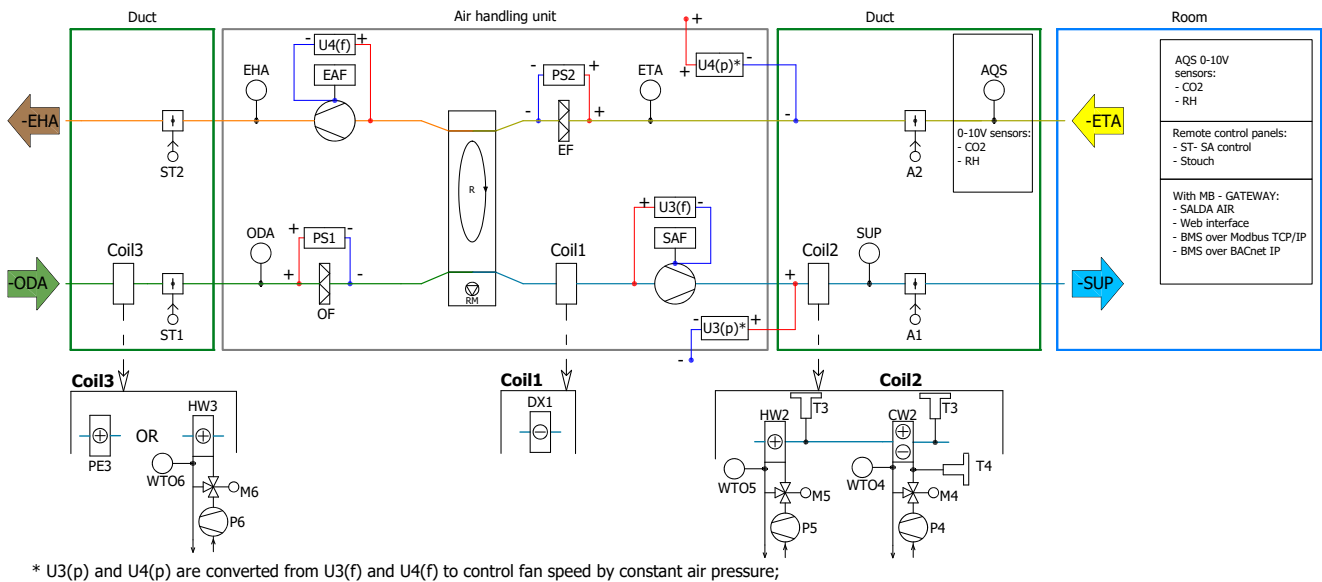 Duct
Air handling unit
Duct
Room
- U4(f) +
+
EHA
EAF
- PS2 +
ETA
+ U4(p)* -
AQS
AQS 0-10V
sensors:
- CO2
- RH
-EHA
- +
EF
-
-ETA
ST2
A2
0-10V sensors:
- CO2
- RH
Remote control panels:
- ST- SA control
- Stouch
R
With MB - GATEWAY:
- SALDA AIR
- Web interface
- BMS over Modbus TCP/IP
- BMS over BACnet IP
+ U3(f) -
ODA
+ PS1 -
SAF
Coil3
Coil1
Coil2
SUP
-ODA
+ -
+
-SUP
OF
RM
ST1
A1
- U3(p)* +
-
Coil3
Coil1
Coil2
HW3
DX1
HW2
T3
CW2
T3
OR
PE3
WTO6
M6
P6
WTO5
M5
P5
WTO4
T4
M4
P4
* U3(p) and U4(p) are converted from U3(f) and U4(f) to control fan speed by constant air pressure;